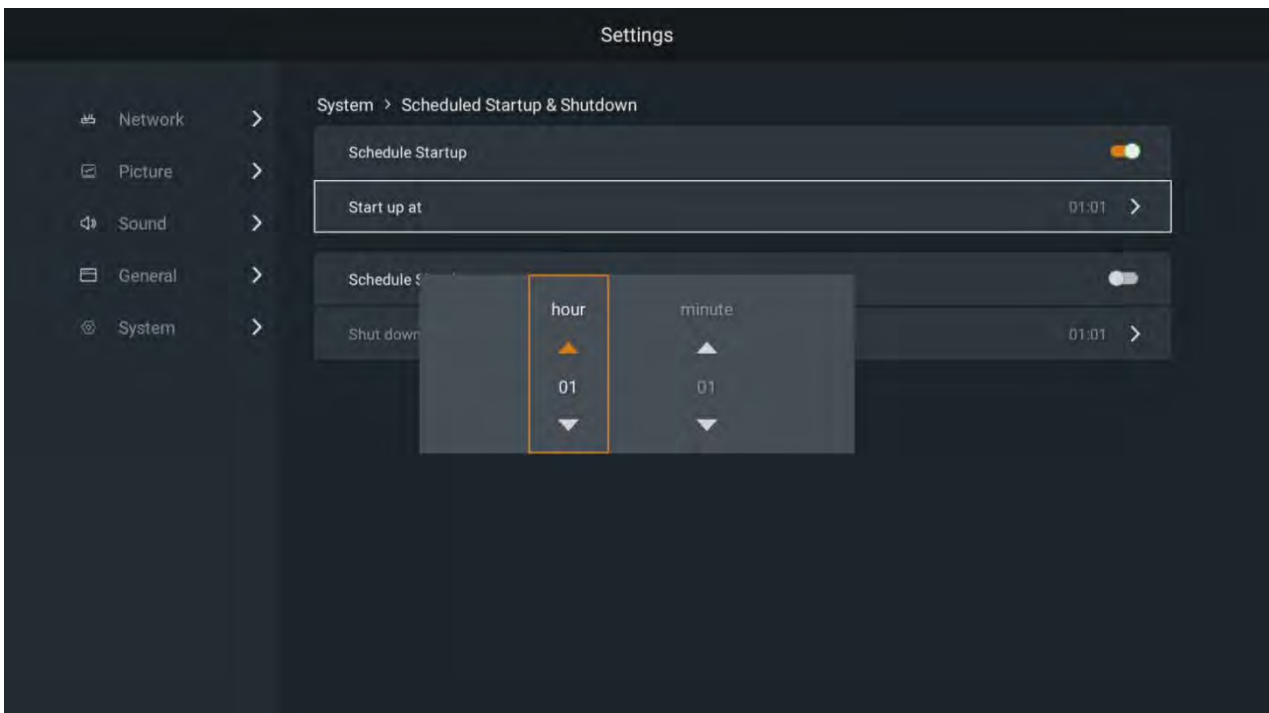 Settings
Network
Picture
Sound
General
System
System > Scheduled Startup & Shutdown
Schedule Startup
Start up at 01:01
Schedule
Shut down 01:01
hour minute
01 01